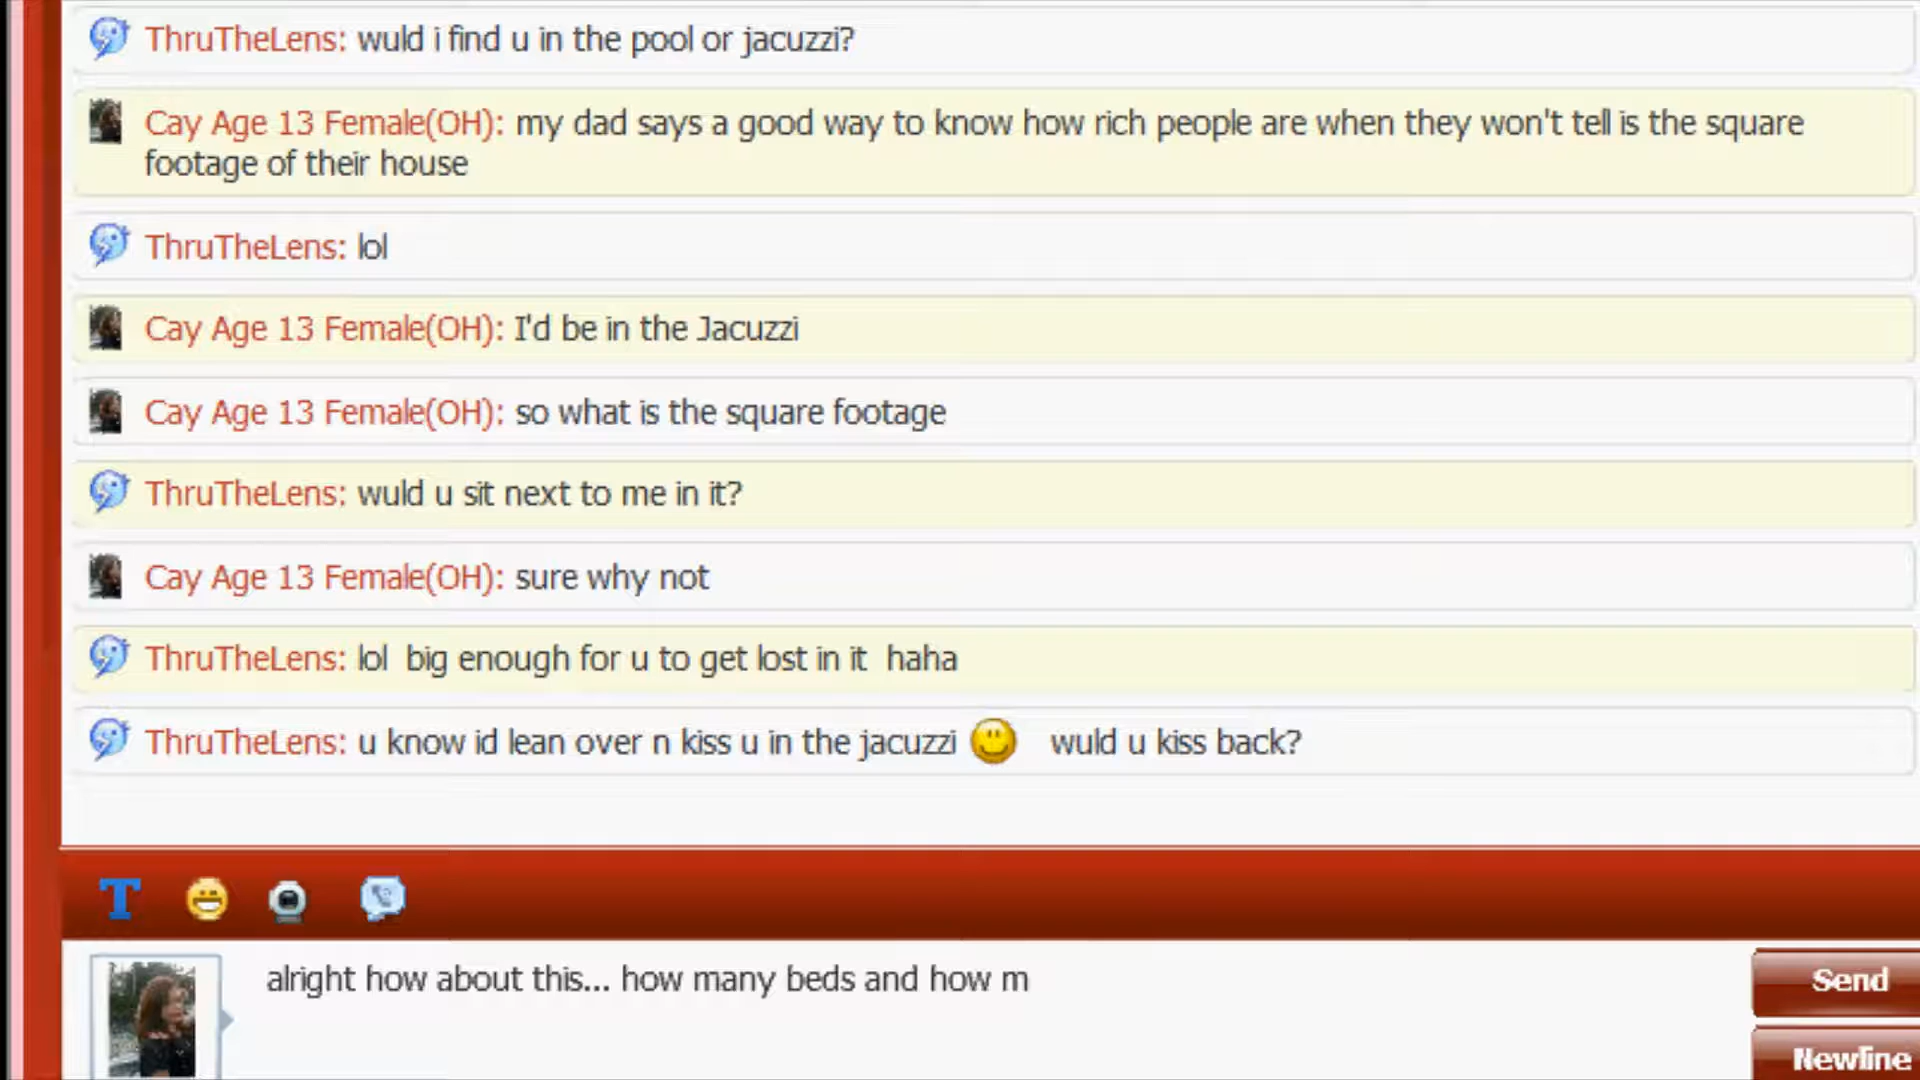 ThruTheLens: wuld i find u in the pool or jacuzzi?
Cay Age 13 Female(OH): my dad says a good way to know how rich people are when they won't tell is the square
footage of their house
ThruTheLens: lol
Cay Age 13 Female(OH): I'd be in the Jacuzzi
Cay Age 13 Female(OH): so what is the square footage
ThruTheLens: wuld u sit next to me in it?
Cay Age 13 Female(OH): sure why not
ThruTheLens: lol big enough for u to get lost in it haha
ThruTheLens: u know id lean over n kiss u in the jacuzzi wuld u kiss back?
T
alright how about this... how many beds and how m
Send
Newline